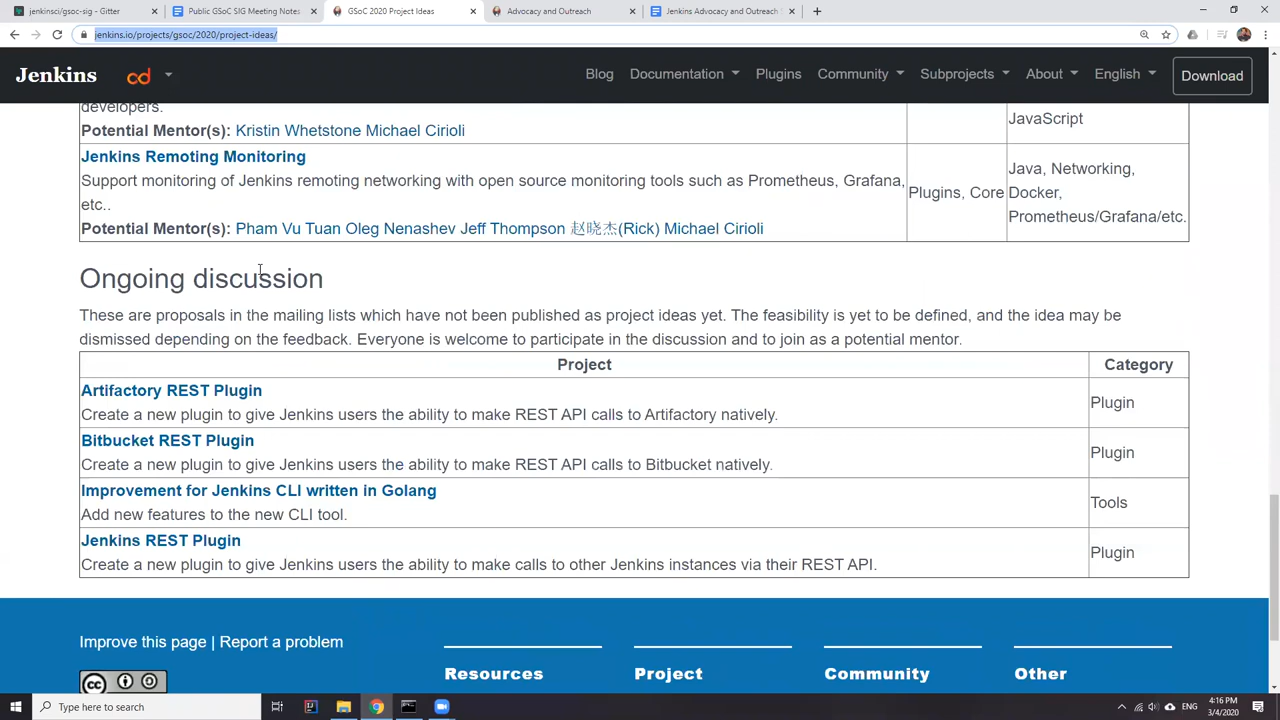 jenkinsci/gsoc-sig - Gitter
Public GSoC SIG Meeting Notes
GSoC 2020 Project Ideas
Advocacy and Outreach
Jenkins Advocacy and Outreach S
jenkins.io/projects/gsoc/2020/project-ideas/
Jenkins
cd
Blog
Documentation
Plugins
Community
Subprojects
About
English
Download
developers.
Potential Mentor(s): Kristin Whetstone Michael Cirioli
JavaScript
Jenkins Remoting Monitoring
Support monitoring of Jenkins remoting networking with open source monitoring tools such as Prometheus, Grafana,
etc..
Potential Mentor(s): Pham Vu Tuan Oleg Nenashev Jeff Thompson 赵晓杰(Rick) Michael Cirioli
Plugins, Core
Java, Networking,
Docker,
Prometheus/Grafana/etc.
Ongoing discussion
These are proposals in the mailing lists which have not been published as project ideas yet. The feasibility is yet to be defined, and the idea may be
dismissed depending on the feedback. Everyone is welcome to participate in the discussion and to join as a potential mentor.
Project
Category
Artifactory REST Plugin
Create a new plugin to give Jenkins users the ability to make REST API calls to Artifactory natively.
Plugin
Bitbucket REST Plugin
Create a new plugin to give Jenkins users the ability to make REST API calls to Bitbucket natively.
Plugin
Improvement for Jenkins CLI written in Golang
Add new features to the new CLI tool.
Tools
Jenkins REST Plugin
Create a new plugin to give Jenkins users the ability to make calls to other Jenkins instances via their REST API.
Plugin
Improve this page | Report a problem
cc
Resources
Project
Community
Other
Type here to search
ENG
4:16 PM
3/4/2020